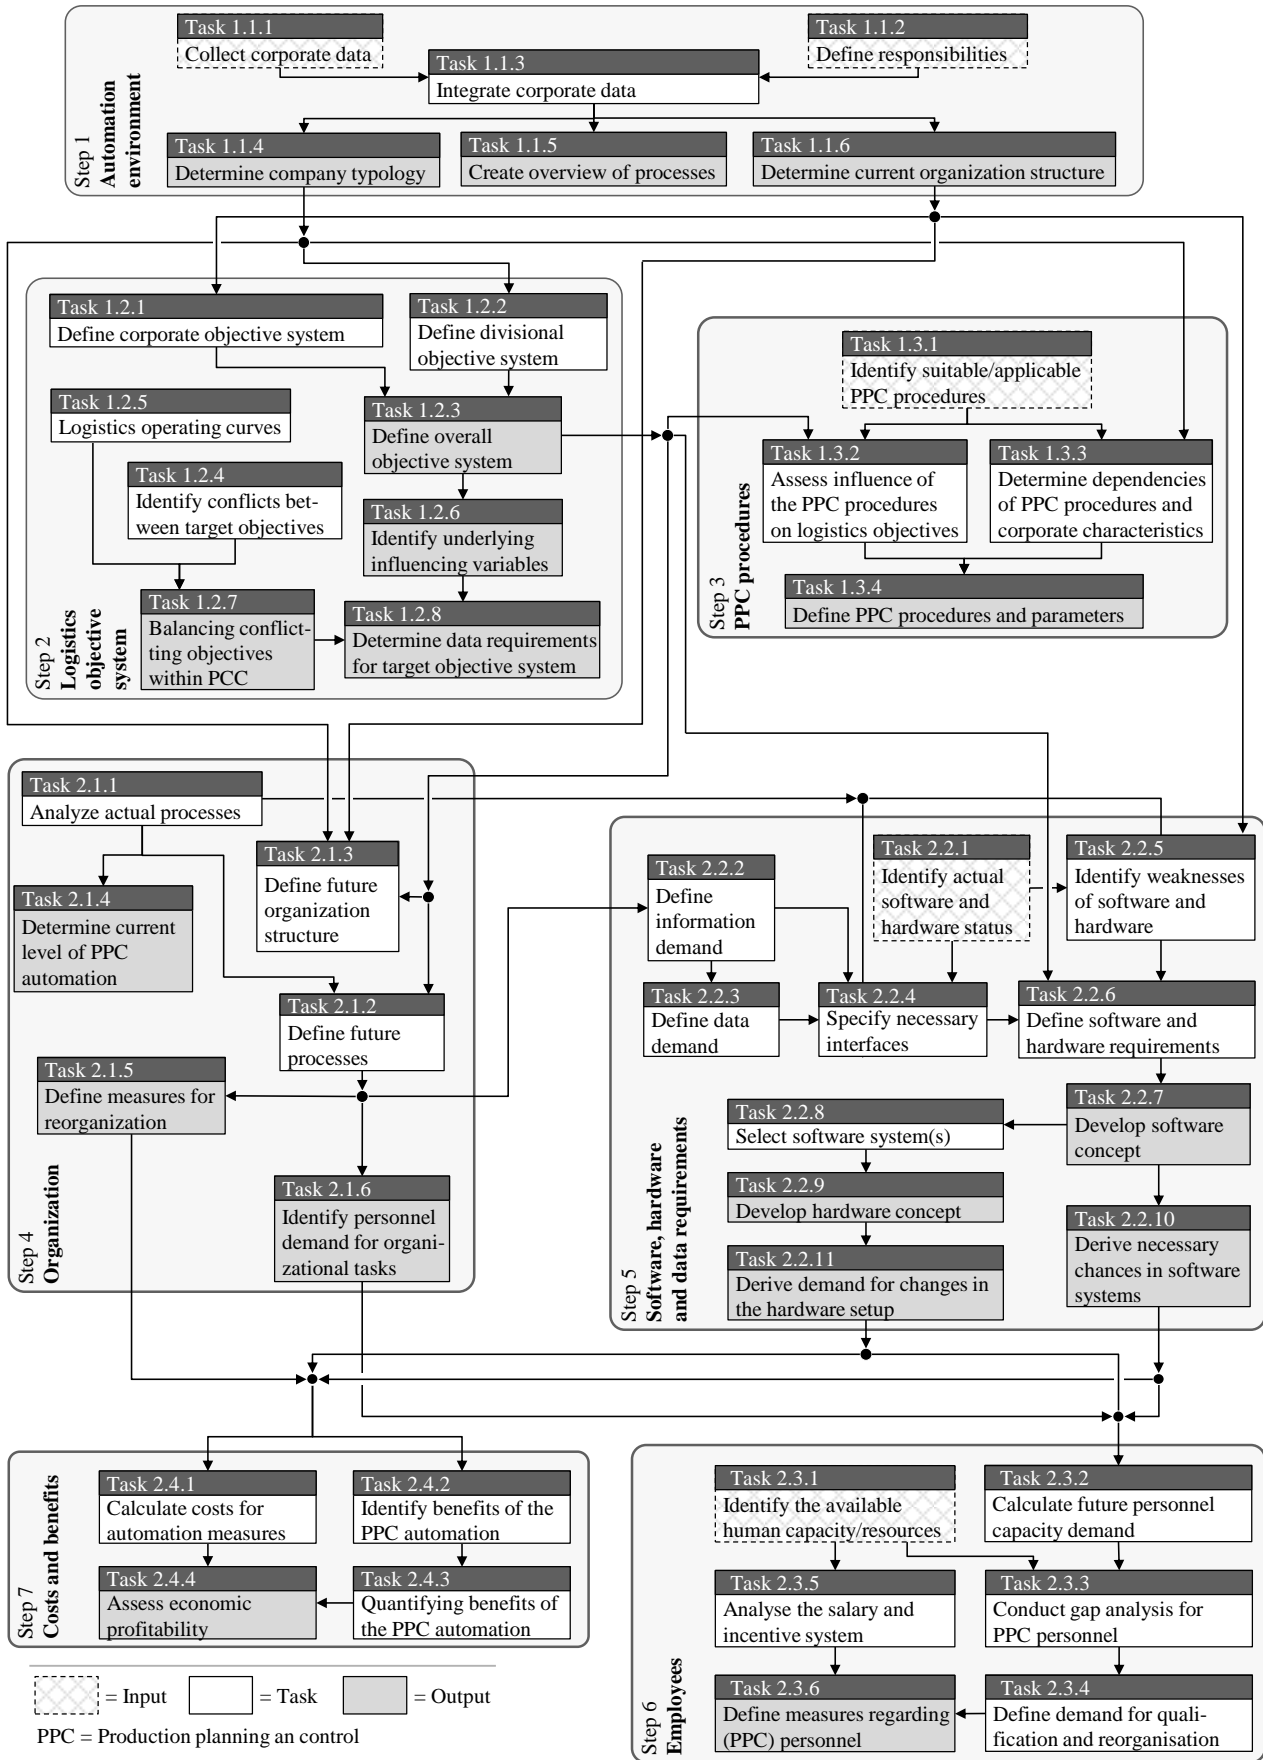 Step 1
Automation
environment
Task 1.1.1
Collect corporate data
Task 1.1.2
Define responsibilities
Task 1.1.3
Integrate corporate data
Task 1.1.4
Determine company typology
Task 1.1.5
Create overview of processes
Task 1.1.6
Determine current organization structure
Step 2
Logistics
objective
system
Task 1.2.1
Define corporate objective system
Task 1.2.2
Define divisional
objective system
Task 1.2.5
Logistics operating curves
Task 1.2.3
Define overall
objective system
Task 1.2.4
Identify conflicts bet-
ween target objectives
Task 1.2.6
Identify underlying
influencing variables
Task 1.2.7
Balancing conflic-
tting objectives
within PCC
Task 1.2.8
Determine data requirements
for target objective system
Step 3
PPC procedures
Task 1.3.1
Identify suitable/applicable
PPC procedures
Task 1.3.2
Assess influence of
the PPC procedures
on logistics objectives
Task 1.3.3
Determine dependencies
of PPC procedures and
corporate characteristics
Task 1.3.4
Define PPC procedures and parameters
Step 4
Organization
Task 2.1.1
Analyze actual processes
Task 2.1.3
Define future
organization
structure
Task 2.1.4
Determine current
level of PPC
automation
Task 2.1.2
Define future
processes
Task 2.1.5
Define measures for
reorganization
Task 2.1.6
Identify personnel
demand for organi-
zational tasks
Step 5
Software, hardware
and data requirements
Task 2.2.1
Identify actual
software and
hardware status
Task 2.2.2
Define
information
demand
Task 2.2.5
Identify weaknesses
of software and
hardware
Task 2.2.3
Define data
demand
Task 2.2.4
Specify necessary
interfaces
Task 2.2.6
Define software and
hardware requirements
Task 2.2.7
Develop software
concept
Task 2.2.8
Select software system(s)
Task 2.2.9
Develop hardware concept
Task 2.2.10
Derive necessary
chances in software
systems
Task 2.2.11
Derive demand for changes in
the hardware setup
Step 7
Costs and benefits
Task 2.4.1
Calculate costs for
automation measures
Task 2.4.2
Identify benefits of the
PPC automation
Task 2.4.4
Assess economic
profitability
Task 2.4.3
Quantifying benefits of
the PPC automation
Step 6
Employees
Task 2.3.1
Identify the available
human capacity/resources
Task 2.3.2
Calculate future personnel
capacity demand
Task 2.3.5
Analyse the salary and
incentive system
Task 2.3.3
Conduct gap analysis for
PPC personnel
Task 2.3.6
Define measures regarding
(PPC) personnel
Task 2.3.4
Define demand for quali-
fication and reorganisation
= Input
= Task
= Output
PPC = Production planning an control